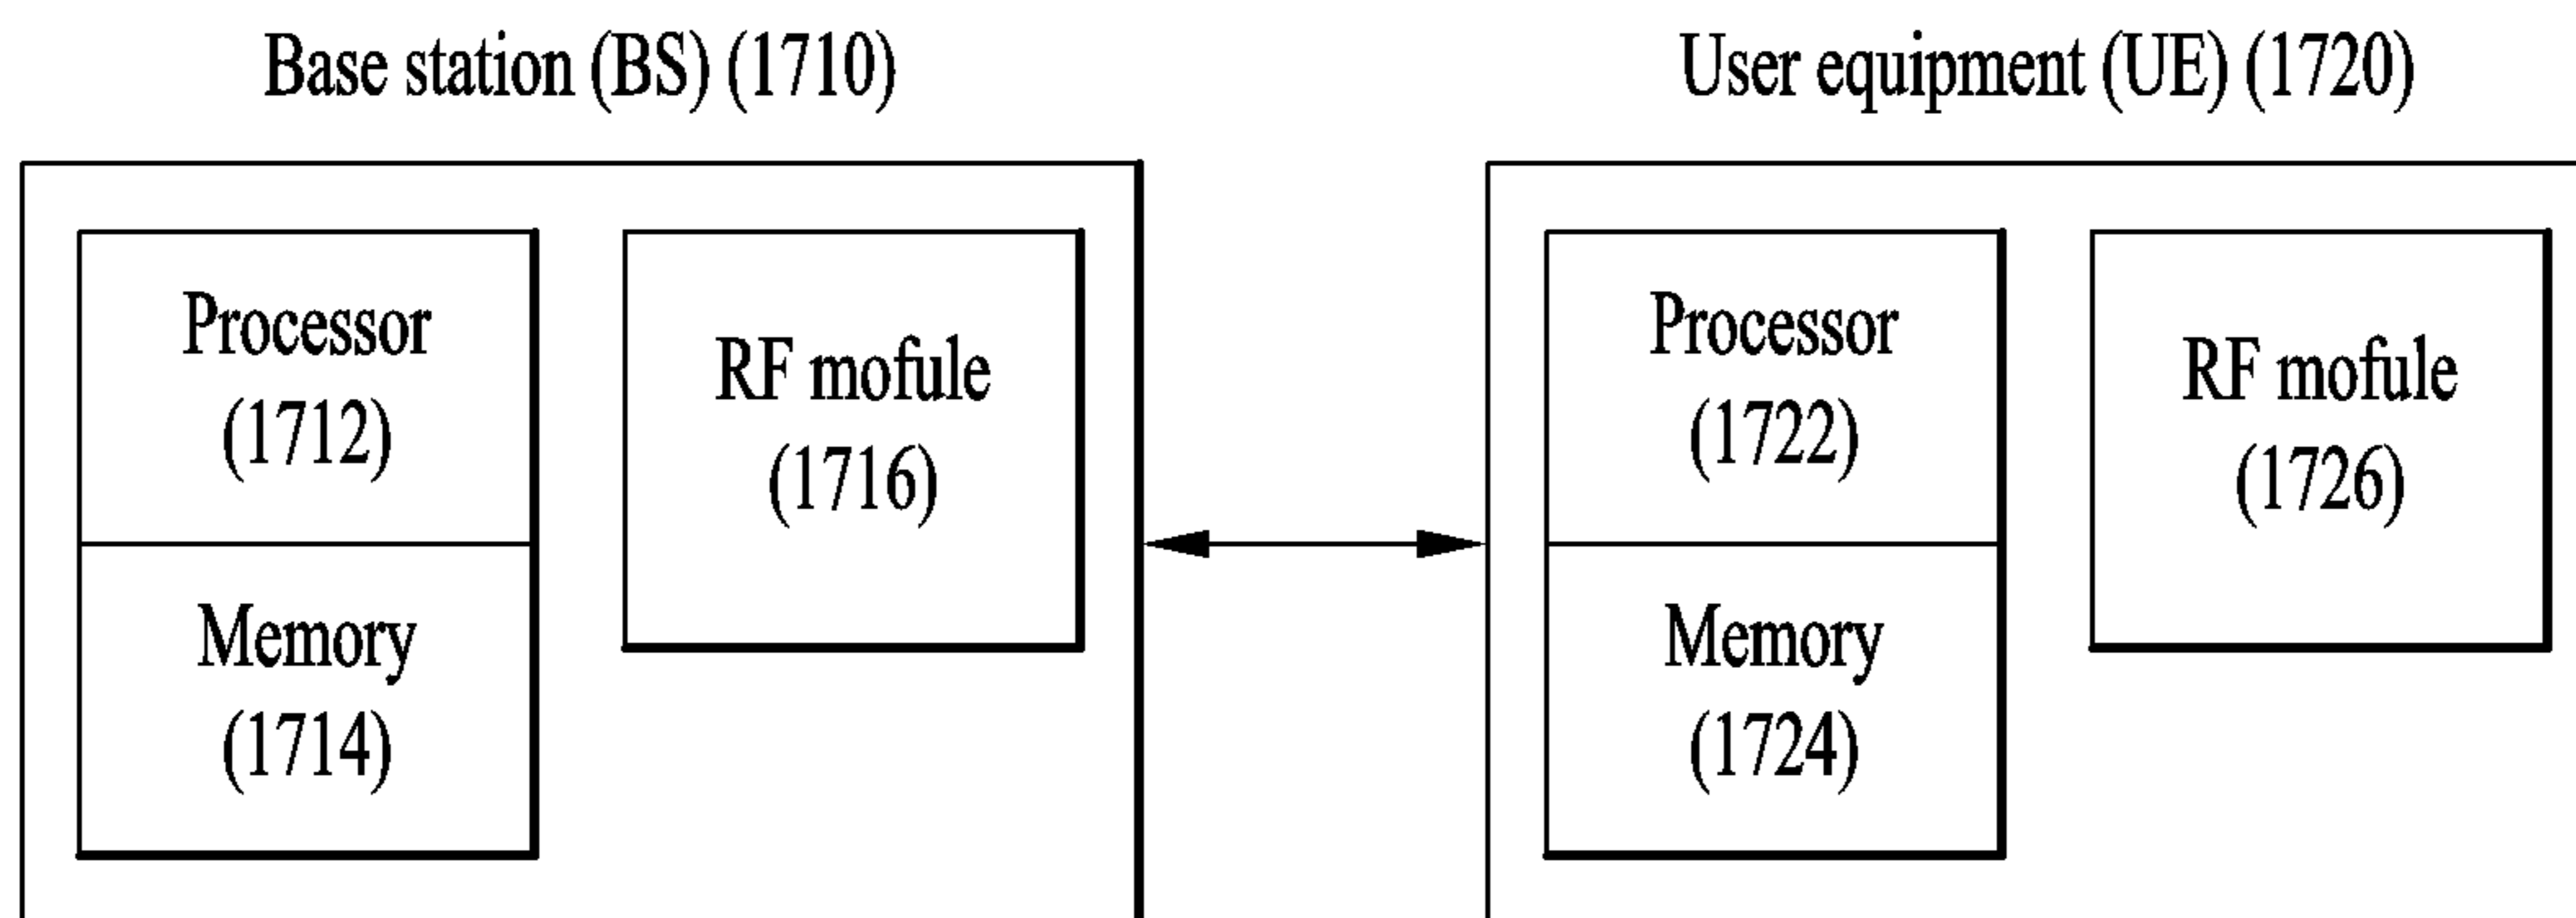 Base station (BS) (1710)
Processor
(1712)
Memory
(1714)
RF mofule
(1716)
User equipment (UE) (1720)
Processor
(1722)
Memory
(1724)
RF mofule
(1726)